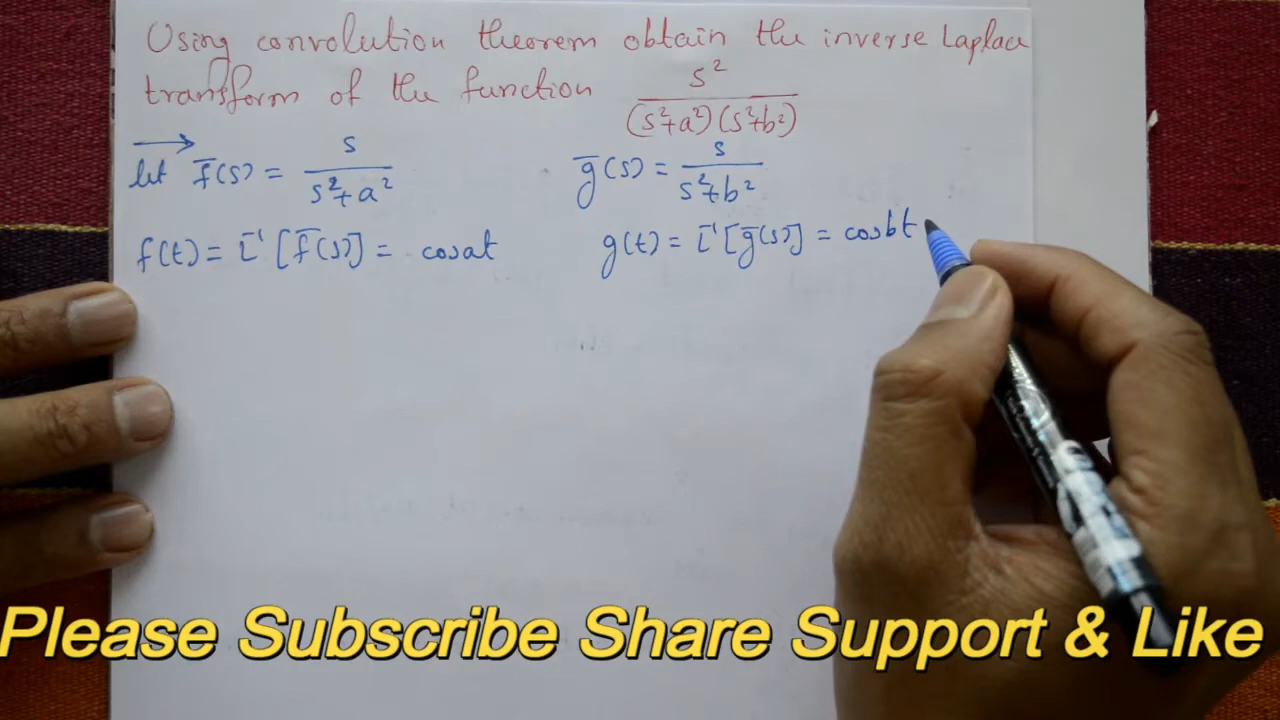 Using convolution theorem obtain the inverse Laplace
transform of the function s²/((s²+a²)(s²+b²))
let f̅(s) = s/(s²+a²) g̅(s) = s/(s²+b²)
f(t) = L⁻¹[f̅(s)] = cosat g(t) = L⁻¹[g̅(s)] = cosbt
Please Subscribe Share Support & Like